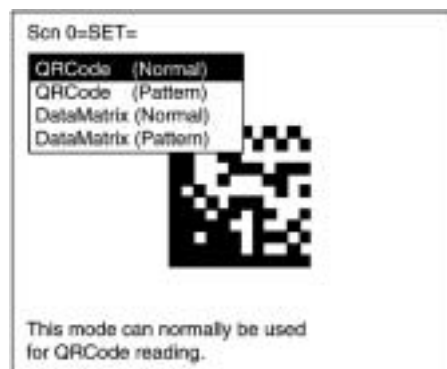 Scn 0=SET=
QRCode (Normal)
QRCode (Pattern)
DataMatrix (Normal)
DataMatrix (Pattern)
This mode can normally be used
for QRCode reading.